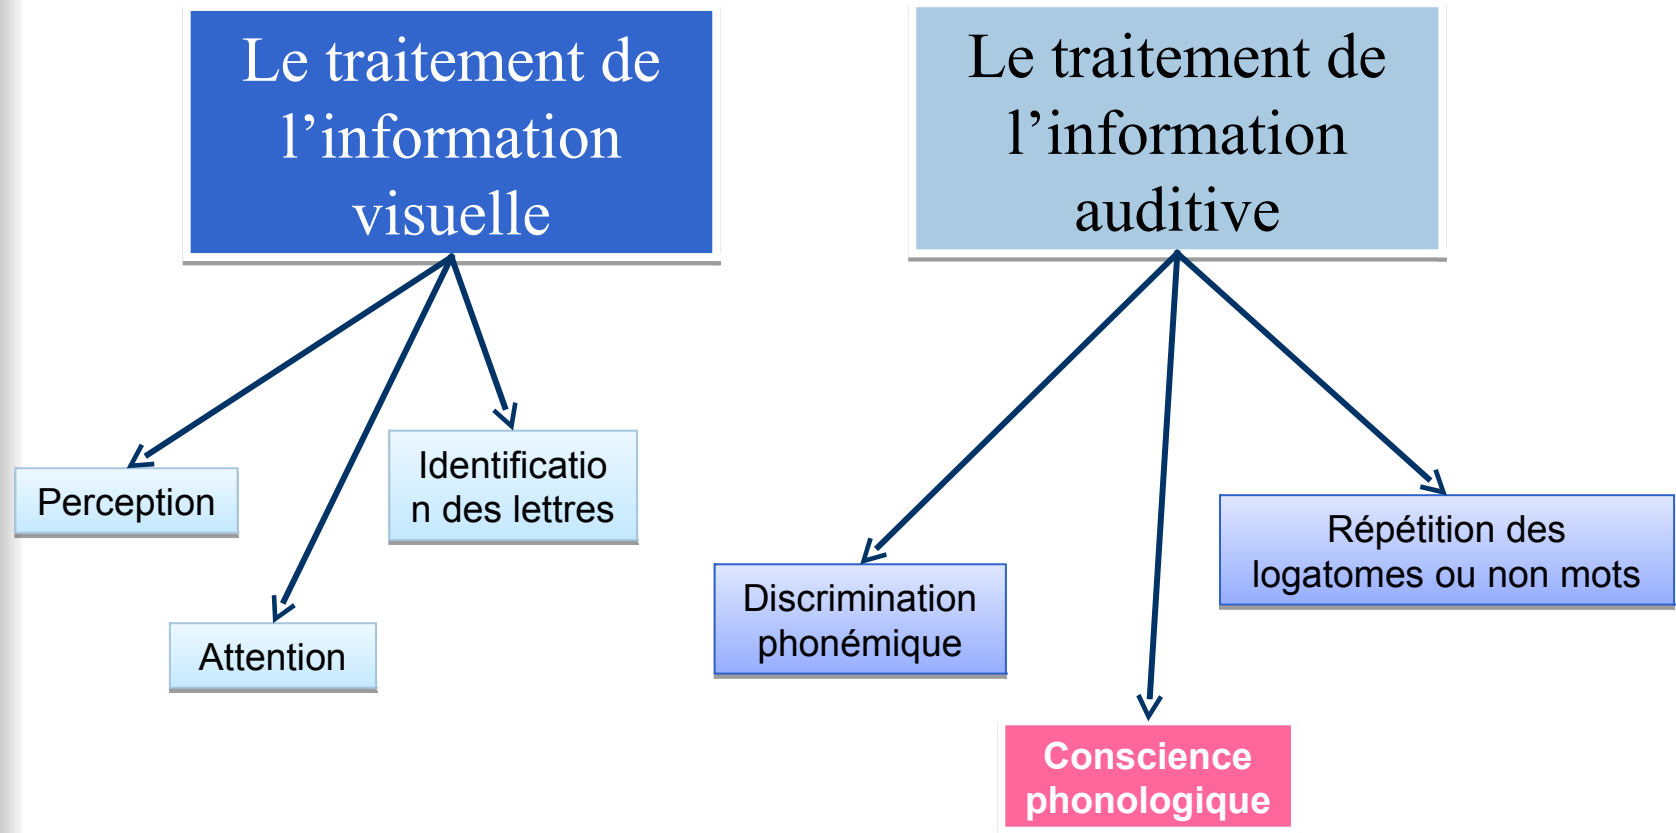 Le traitement de
l’information
visuelle
Le traitement de
l’information
auditive
Perception
Identificatio
n des lettres
Attention
Discrimination
phonémique
Répétition des
logatomes ou non mots
Conscience
phonologique